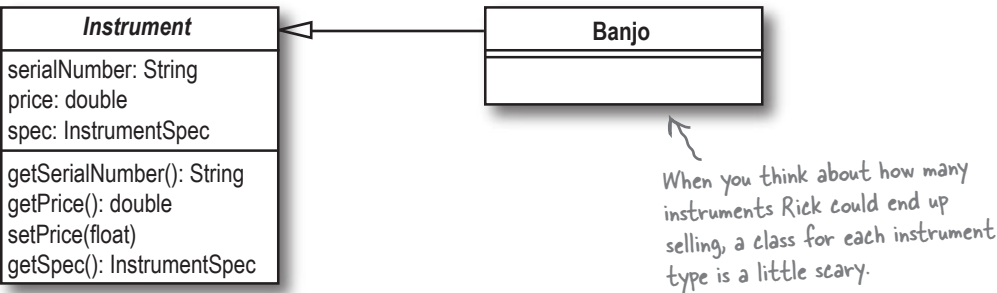 Instrument
serialNumber: String
price: double
spec: InstrumentSpec
getSerialNumber(): String
getPrice(): double
setPrice(float)
getSpec(): InstrumentSpec
Banjo
When you think about how many
instruments Rick could end up
selling, a class for each instrument
type is a little scary.